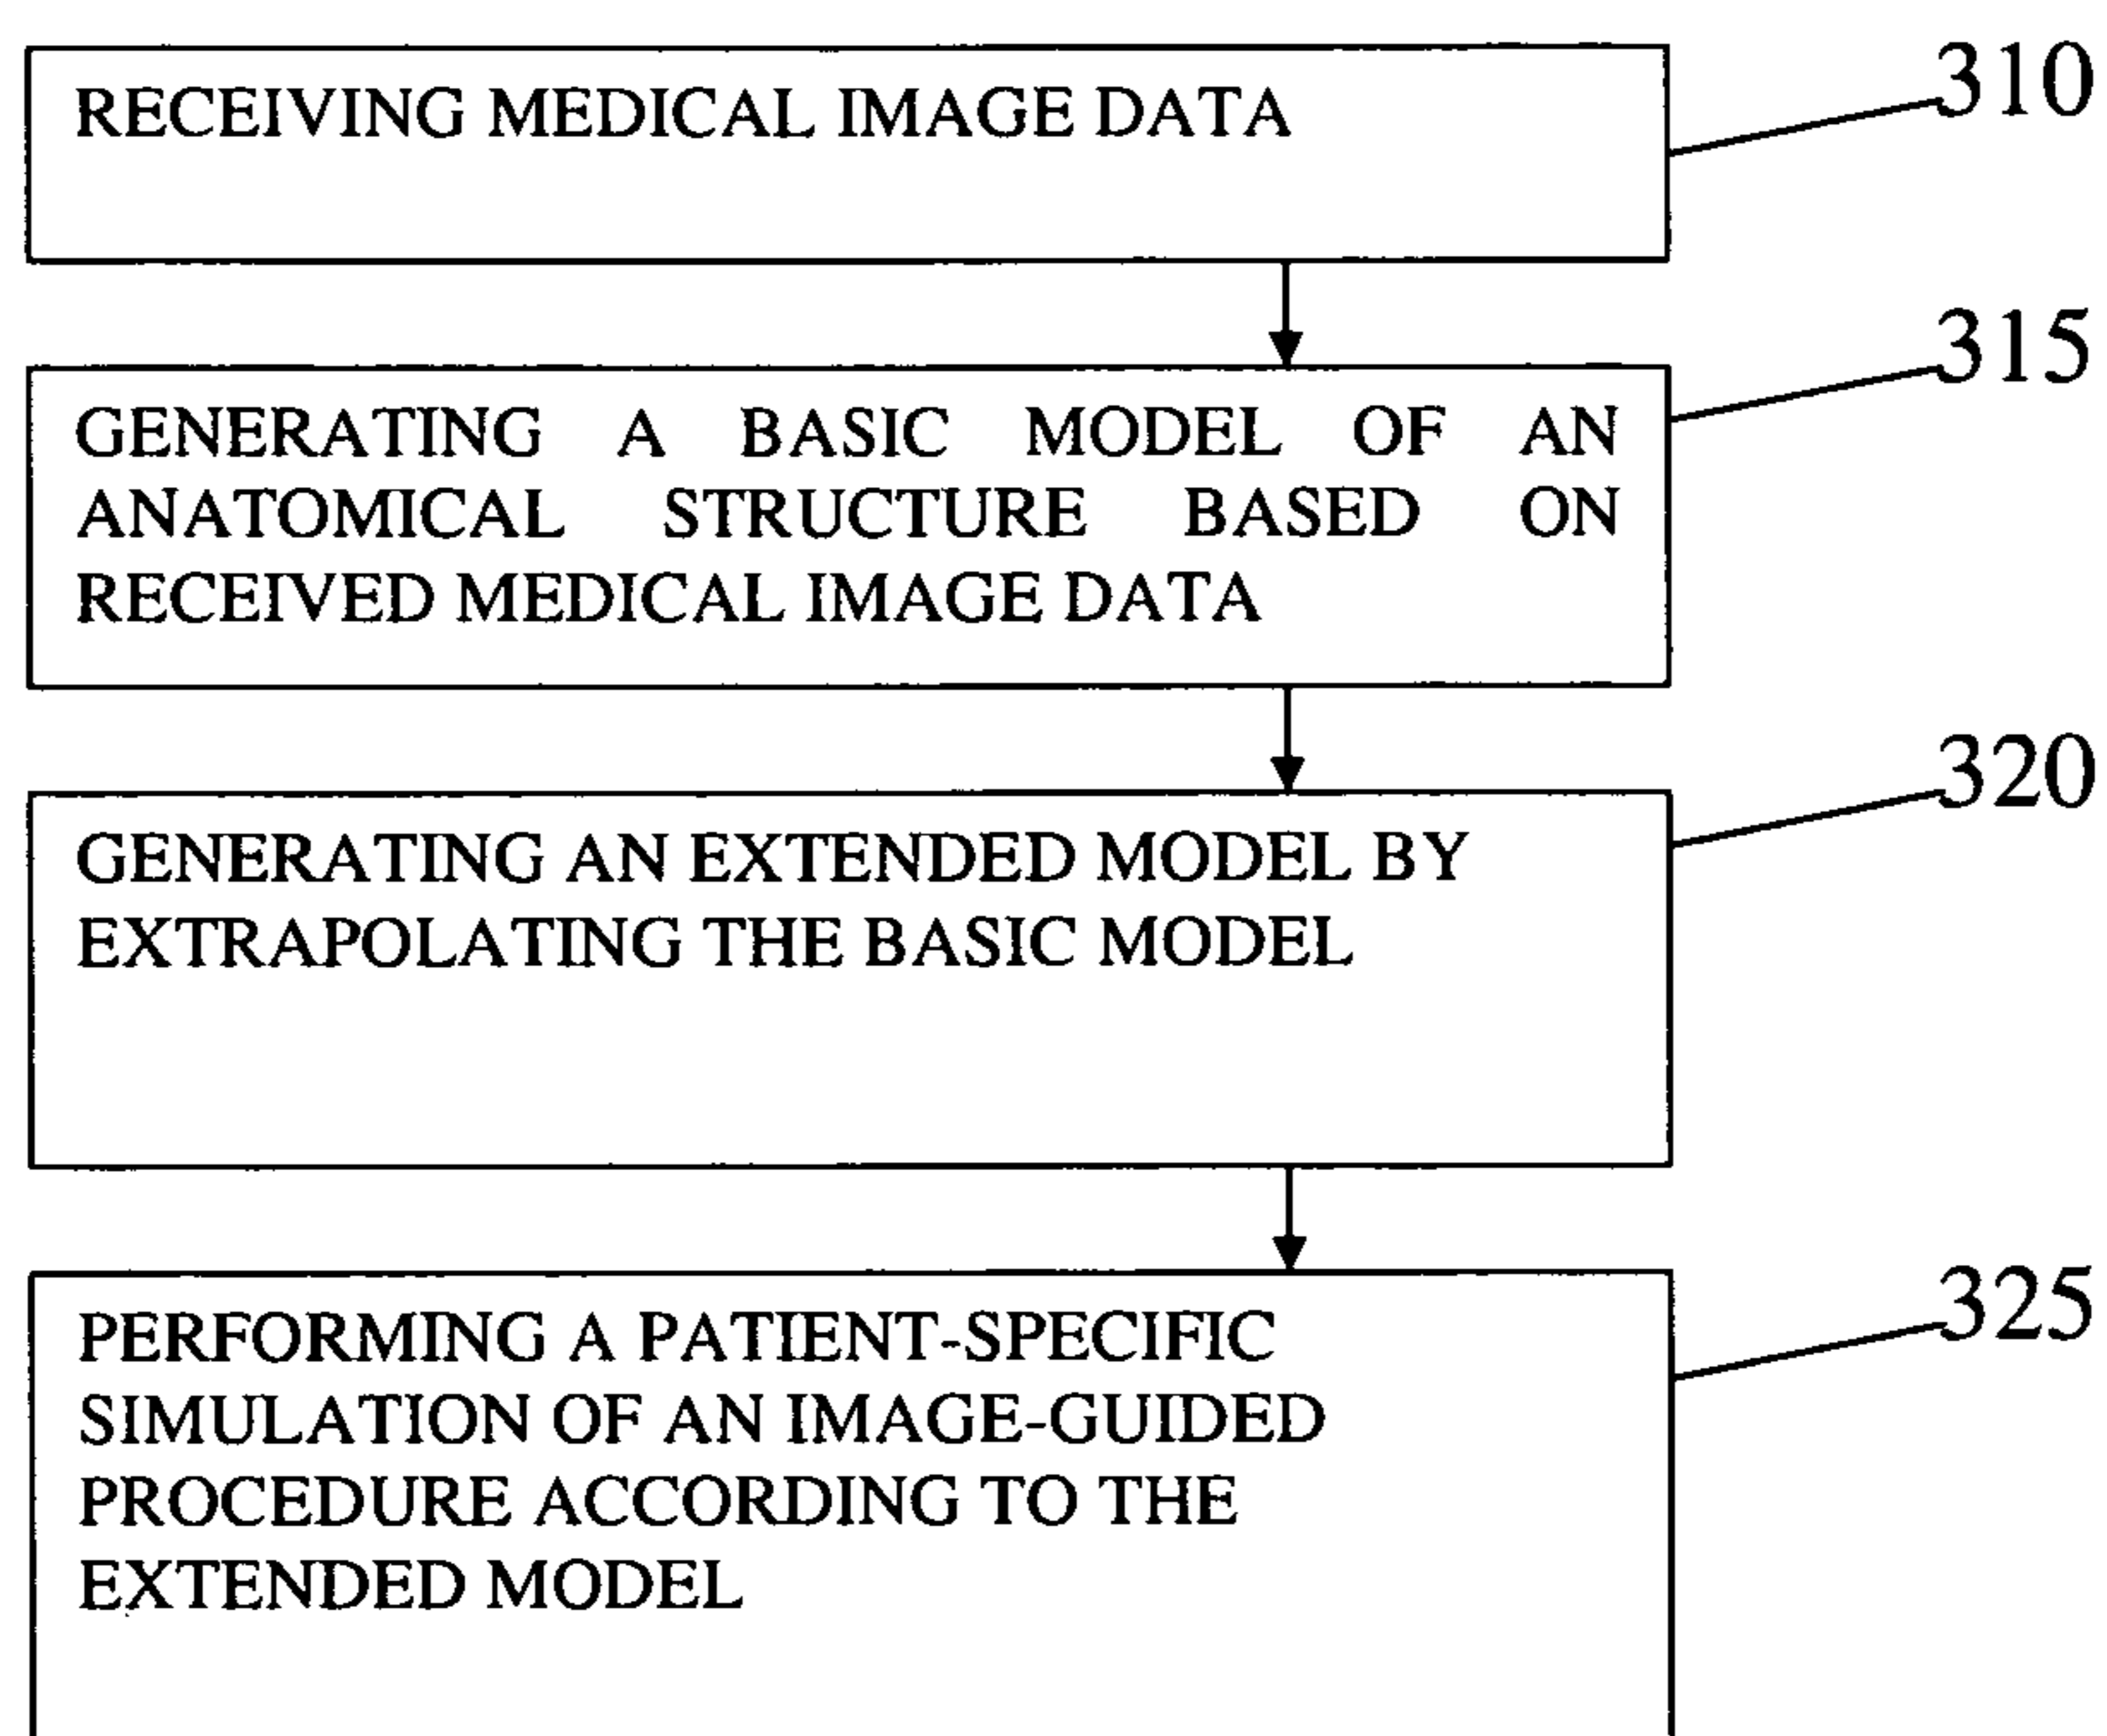 RECEIVING MEDICAL IMAGE DATA
310
GENERATING A BASIC MODEL OF AN
ANATOMICAL STRUCTURE BASED ON
RECEIVED MEDICAL IMAGE DATA
315
GENERATING AN EXTENDED MODEL BY
EXTRAPOLATING THE BASIC MODEL
320
PERFORMING A PATIENT-SPECIFIC
SIMULATION OF AN IMAGE-GUIDED
PROCEDURE ACCORDING TO THE
EXTENDED MODEL
325